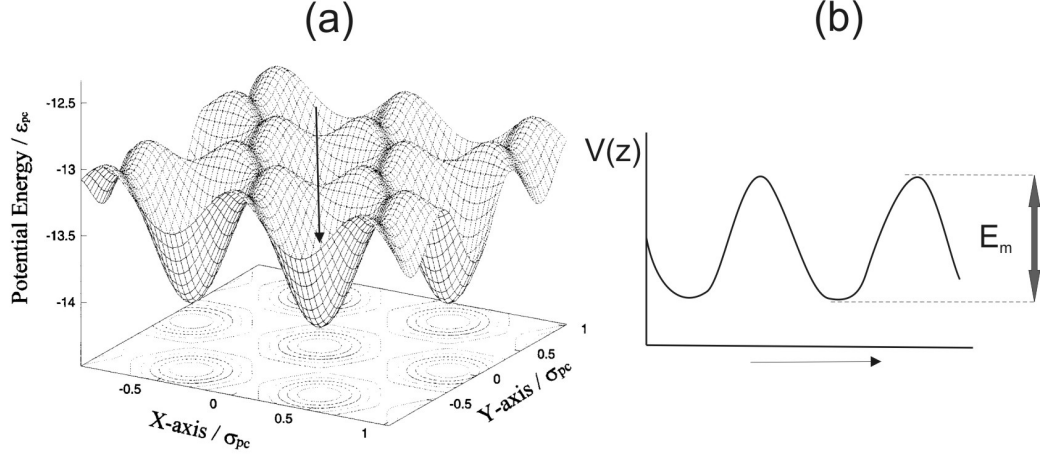 (a)
-12.5
-13
-13.5
-14
Potential Energy / εpc
-0.5
0
0.5
1
X-axis / σpc
-0.5
0
0.5
1
Y-axis / σpc
(b)
V(z)
Em